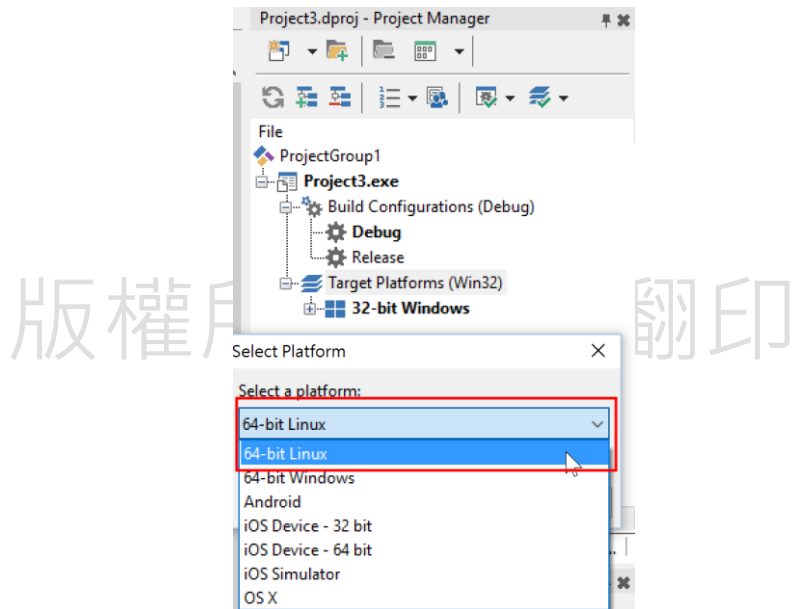 Project3.dproj - Project Manager
File
ProjectGroup1
Project3.exe
Build Configurations (Debug)
Debug
Release
Target Platforms (Win32)
32-bit Windows
版權所 翻印
Select Platform
Select a platform:
64-bit Linux
64-bit Linux
64-bit Windows
Android
iOS Device - 32 bit
iOS Device - 64 bit
iOS Simulator
OS X